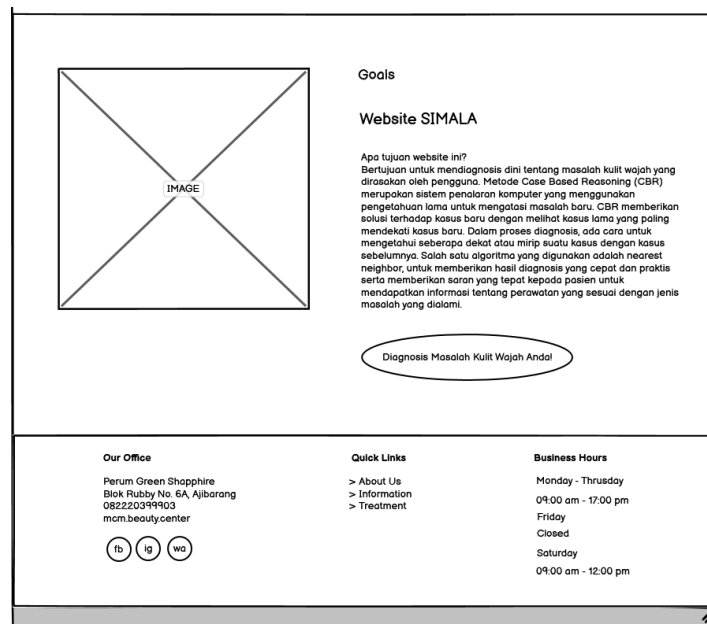 IMAGE
Goals
Website SIMALA
Apa tujuan website ini?
Bertujuan untuk mendiagnosis dini tentang masalah kulit wajah yang
dirasakan oleh pengguna. Metode Case Based Reasoning (CBR)
merupakan sistem penalaran komputer yang menggunakan
pengetahuan lama untuk mengatasi masalah baru. CBR memberikan
solusi terhadap kasus baru dengan melihat kasus lama yang paling
mendekati kasus baru. Dalam proses diagnosis, ada cara untuk
mengetahui seberapa dekat atau mirip suatu kasus dengan kasus
sebelumnya. Salah satu algoritma yang digunakan adalah nearest
neighbor, untuk memberikan hasil diagnosis yang cepat dan praktis
serta memberikan saran yang tepat kepada pasien untuk
mendapatkan informasi tentang perawatan yang sesuai dengan jenis
masalah yang dialami.
Diagnosis Masalah Kulit Wajah Anda!
Our Office
Perum Green Shapphire
Blok Rubby No. 6A, Ajibarang
082220399903
mcm.beauty.center
fb ig wa
Quick Links
> About Us
> Information
> Treatment
Business Hours
Monday - Thrusday
09:00 am - 17:00 pm
Friday
Closed
Saturday
09:00 am - 12:00 pm